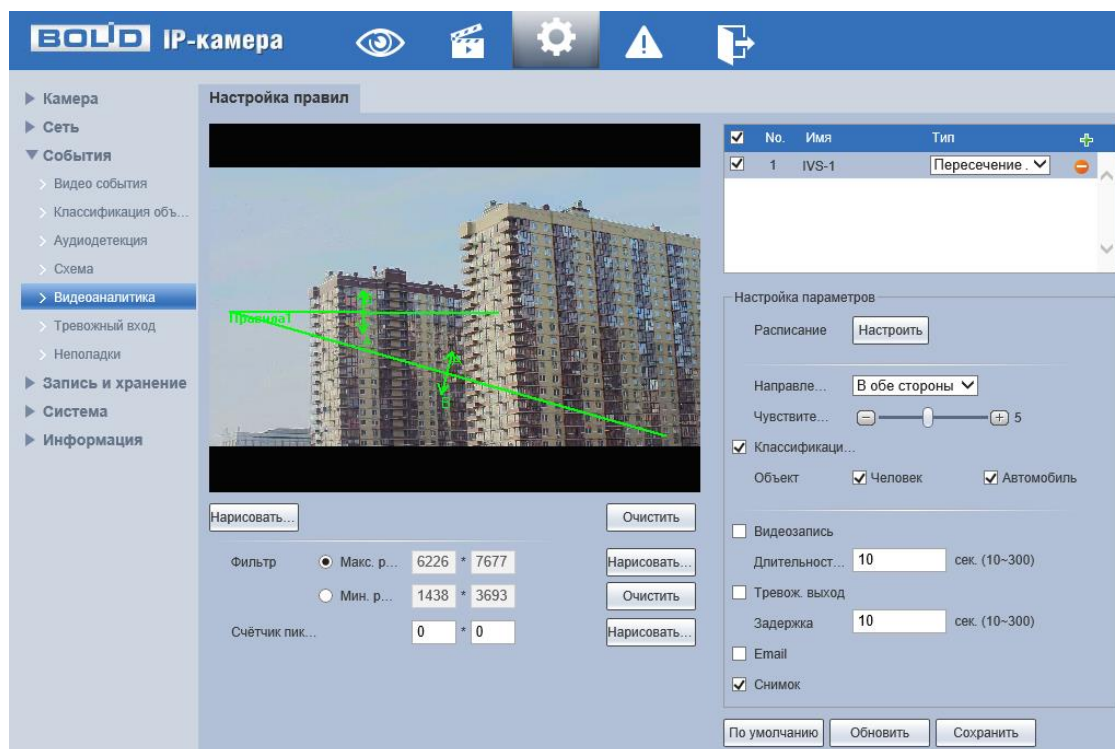 BOLID IP-камера
Камера
Сеть
События
Видео события
Классификация объ...
Аудиодетекция
Схема
Видеоаналитика
Тревожный вход
Неполадки
Запись и хранение
Система
Информация
Настройка правил
Правила1
A
B
Нарисовать... Очистить
Фильтр Макс. р... 6226 * 7677 Нарисовать...
Мин. р... 1438 * 3693 Очистить
Счётчик пик... 0 * 0 Нарисовать...
No. Имя Тип
1 IVS-1 Пересечение .
Настройка параметров
Расписание Настроить
Направле... В обе стороны
Чувствите... 5
Классификаци...
Объект Человек Автомобиль
Видеозапись
Длительност... 10 сек. (10~300)
Тревож. выход
Задержка 10 сек. (10~300)
Email
Снимок
По умолчанию Обновить Сохранить